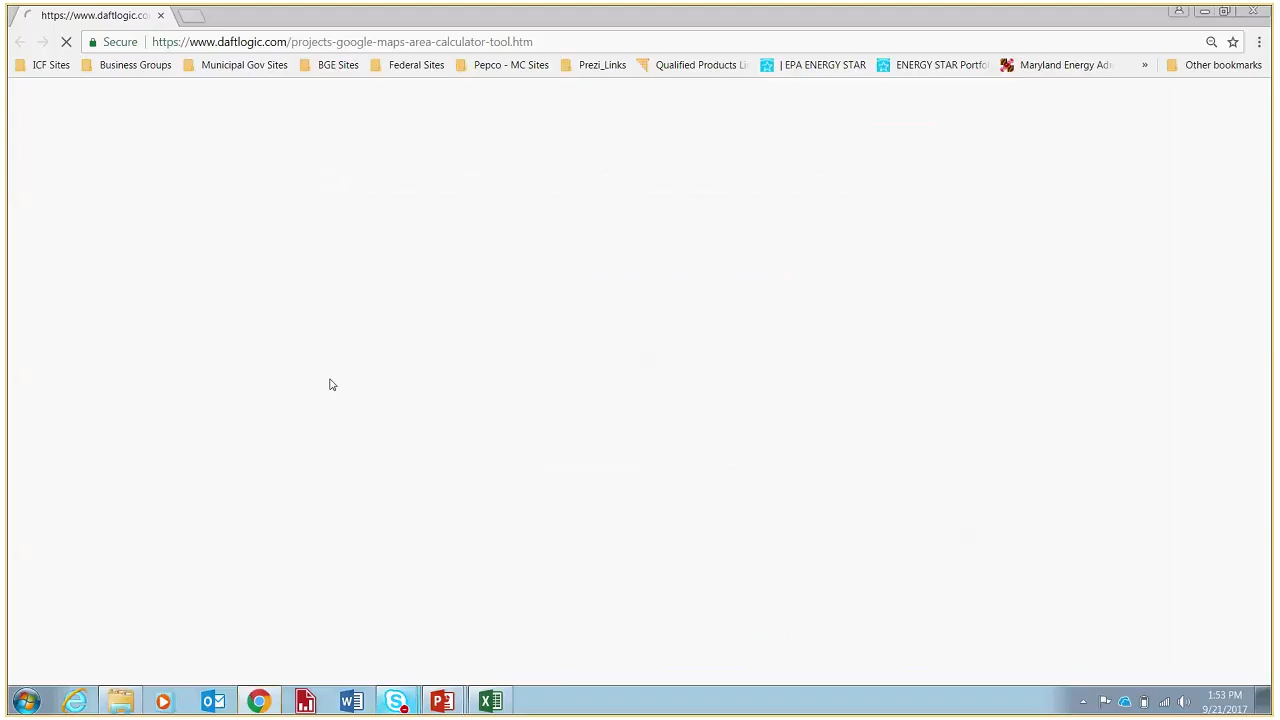 https://www.daftlogic.co
Secure https://www.daftlogic.com/projects-google-maps-area-calculator-tool.htm
ICF Sites Business Groups Municipal Gov Sites BGE Sites Federal Sites Pepco - MC Sites Prezi_Links Qualified Products Li | EPA ENERGY STAR ENERGY STAR Portfo Maryland Energy Ad » Other bookmarks
1:53 PM
9/21/2017